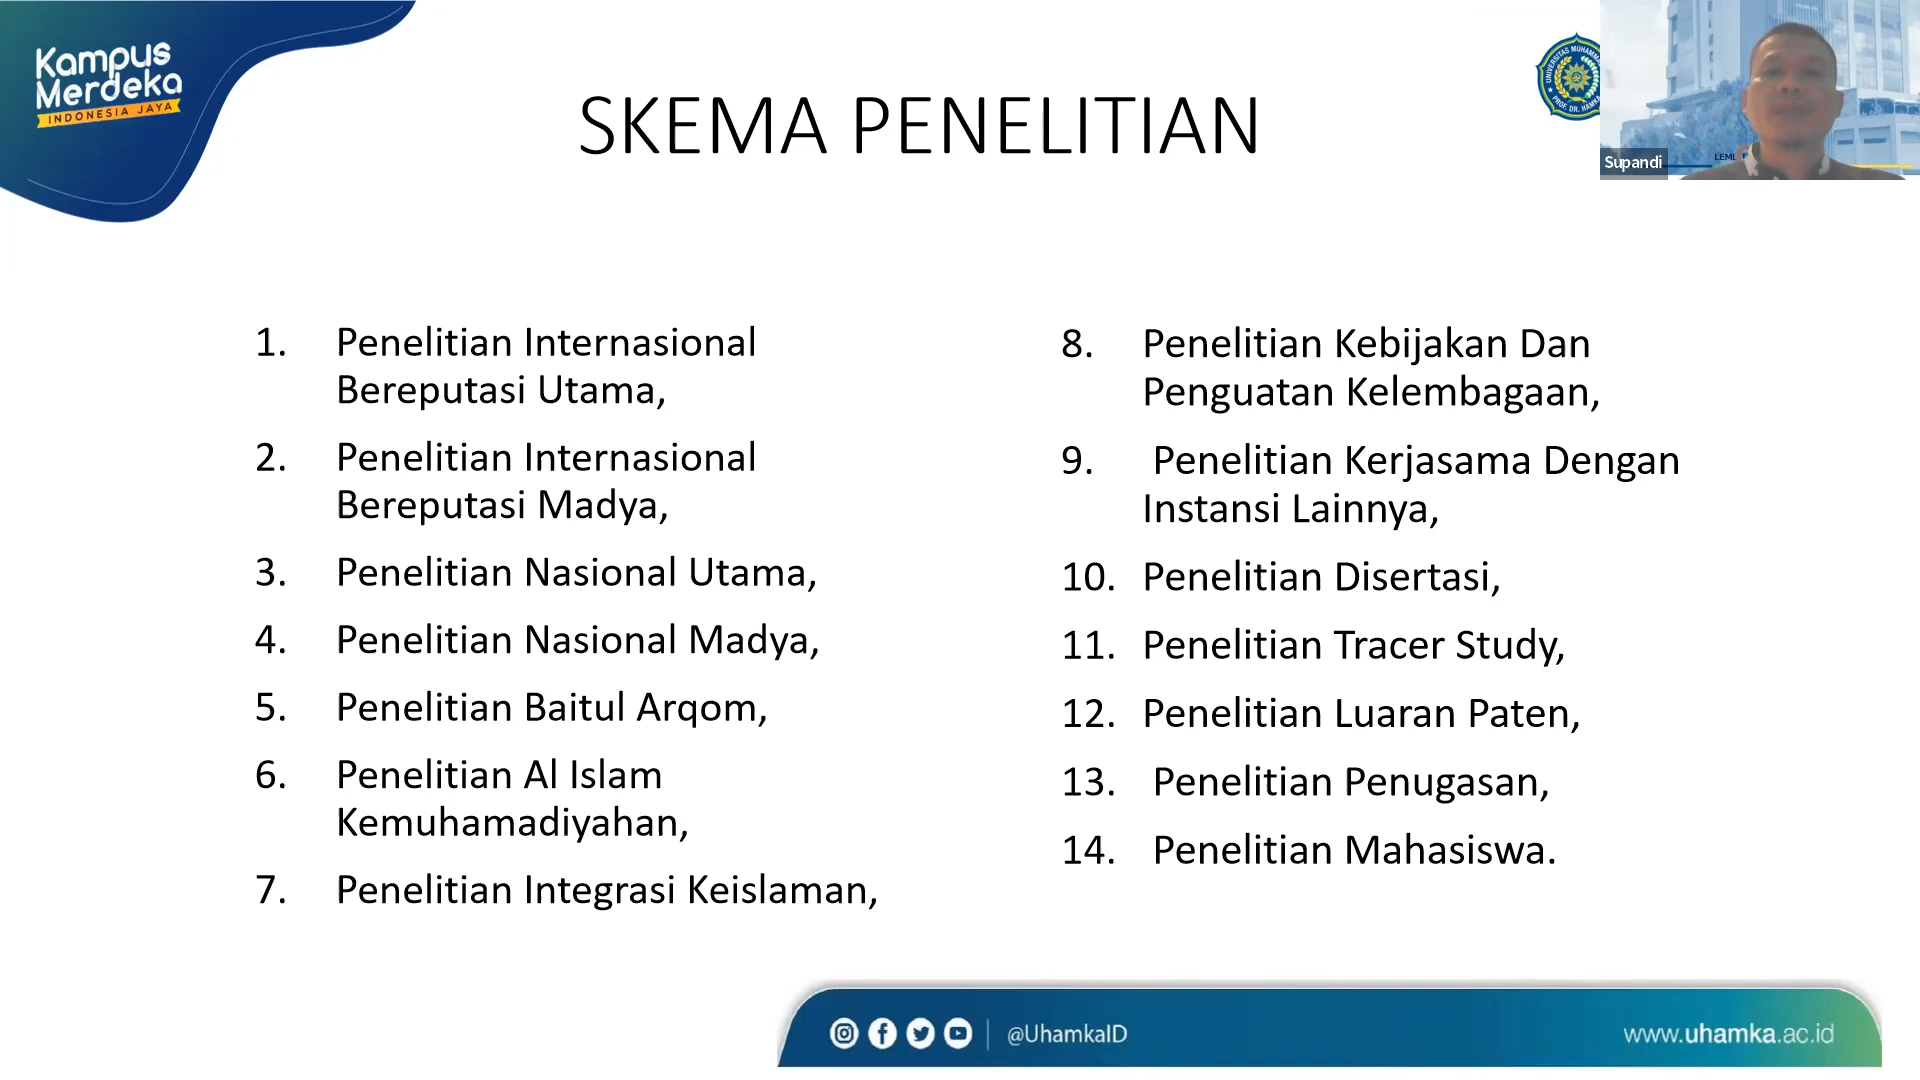 Kampus
Merdeka
INDONESIA JAYA
SKEMA PENELITIAN
Supandi
1. Penelitian Internasional
Bereputasi Utama,
2. Penelitian Internasional
Bereputasi Madya,
3. Penelitian Nasional Utama,
4. Penelitian Nasional Madya,
5. Penelitian Baitul Arqom,
6. Penelitian Al Islam
Kemuhamadiyahan,
7. Penelitian Integrasi Keislaman,
8. Penelitian Kebijakan Dan
Penguatan Kelembagaan,
9. Penelitian Kerjasama Dengan
Instansi Lainnya,
10. Penelitian Disertasi,
11. Penelitian Tracer Study,
12. Penelitian Luaran Paten,
13. Penelitian Penugasan,
14. Penelitian Mahasiswa.
@UhamkaID
www.uhamka.ac.id